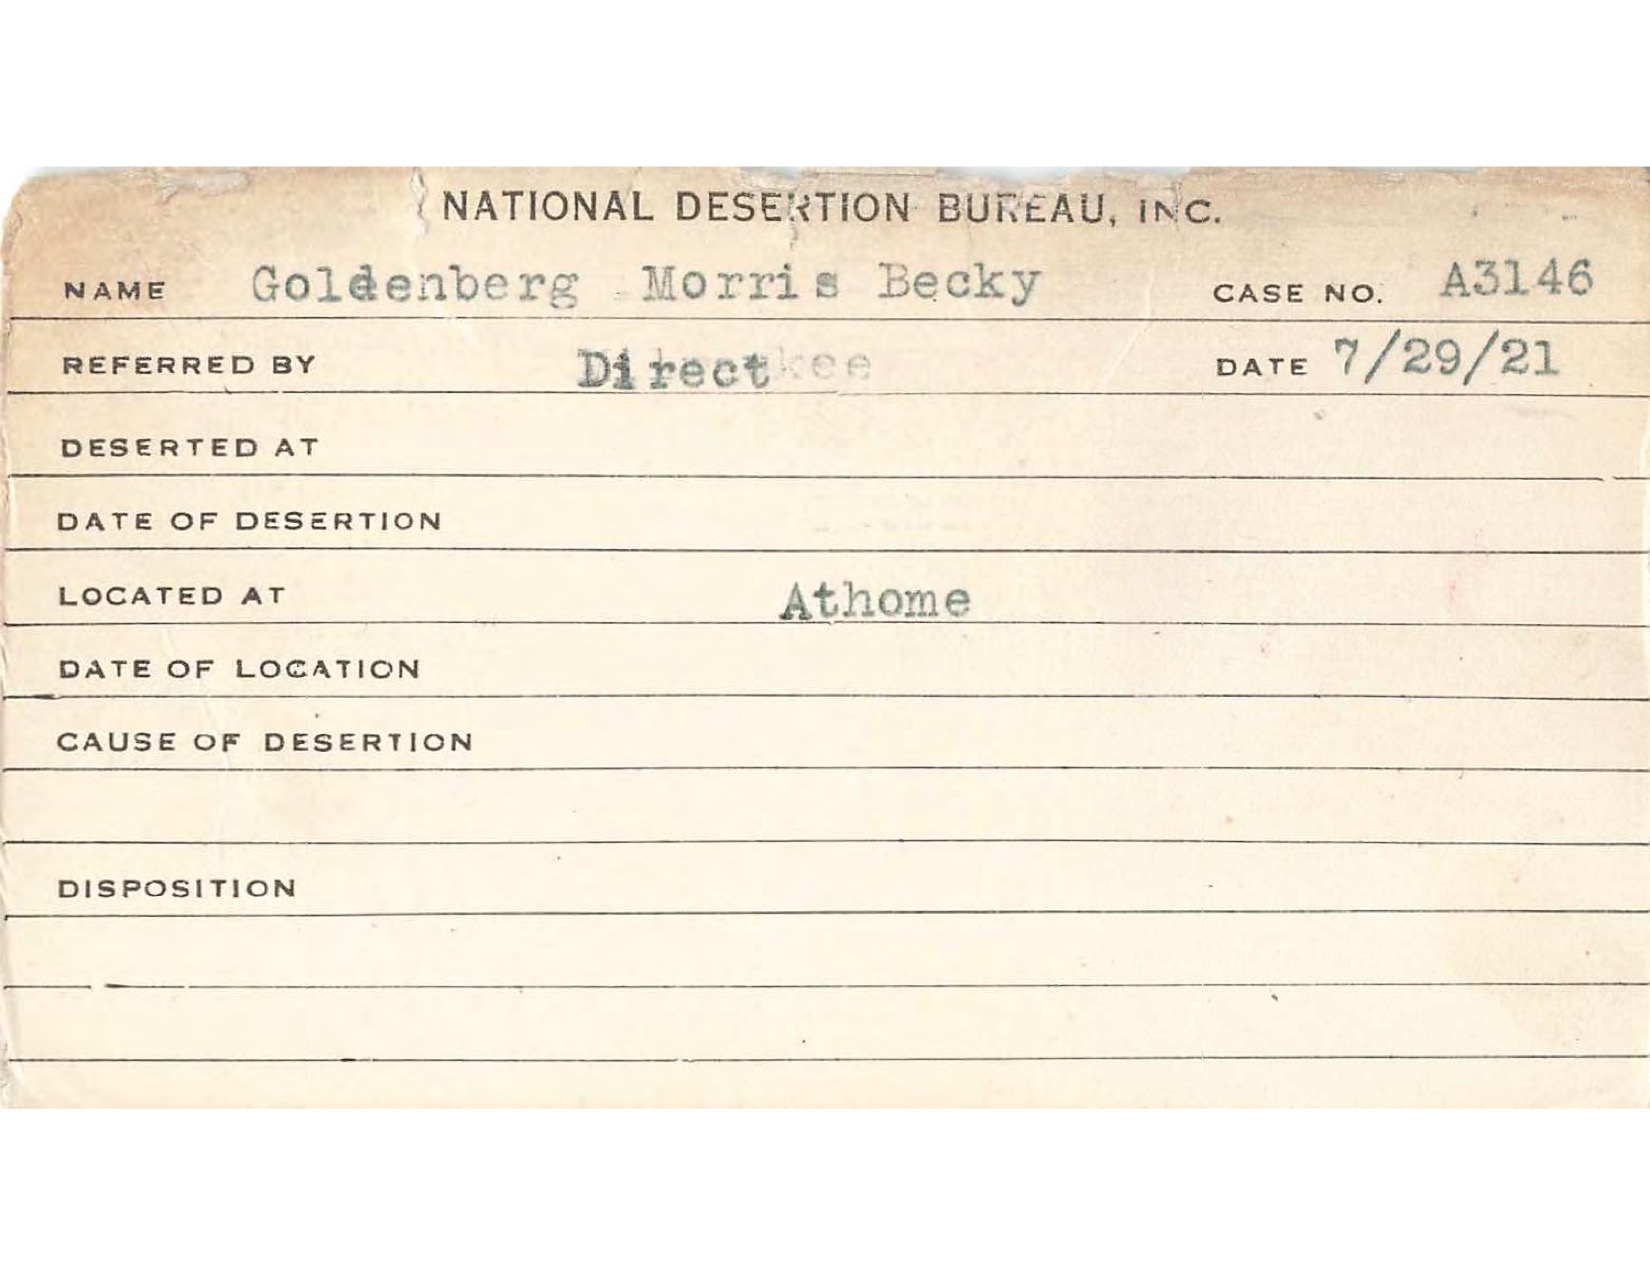 NATIONAL DESERTION BUREAU, INC.
NAME Goldenberg Morris Becky CASE NO. A3146
REFERRED BY Direct DATE 7/29/21
DESERTED AT
DATE OF DESERTION
LOCATED AT Athome
DATE OF LOCATION
CAUSE OF DESERTION
DISPOSITION